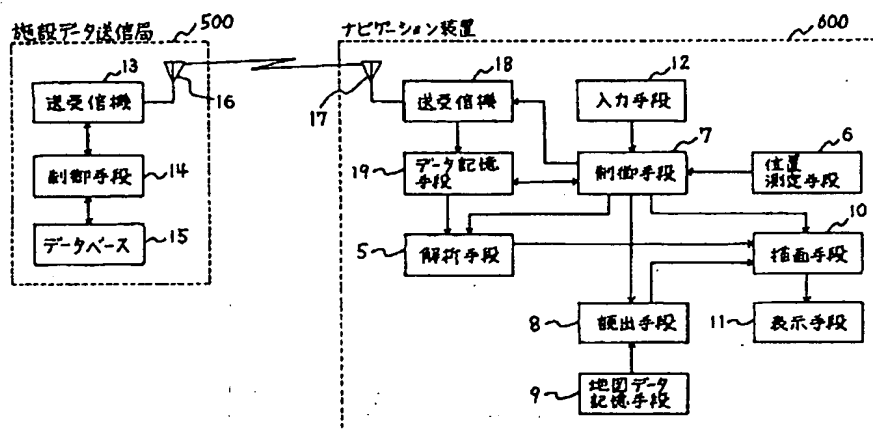 施設データ送信局
500
ナビゲーション装置
600
13
送受信機
16
制御手段
14
データベース
15
17
18
送受信機
12
入力手段
7
制御手段
6
位置
測定手段
19
データ記憶
手段
5
解析手段
10
描画手段
8
読出手段
11
表示手段
9
地図データ
記憶手段